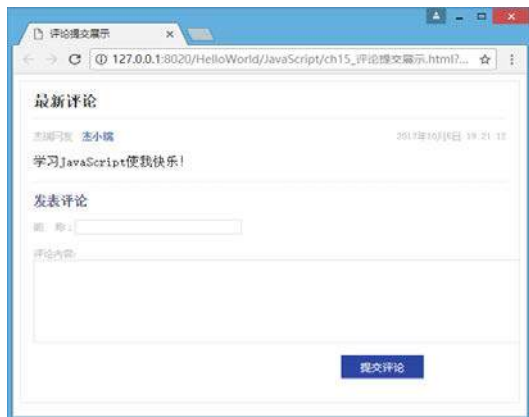 评论提交展示
127.0.0.1:8020/HelloWorld/JavaScript/ch15_评论提交展示.html?...
最新评论
杰小瑞
学习JavaScript使我快乐!
发表评论
昵 称:
评论内容:
提交评论